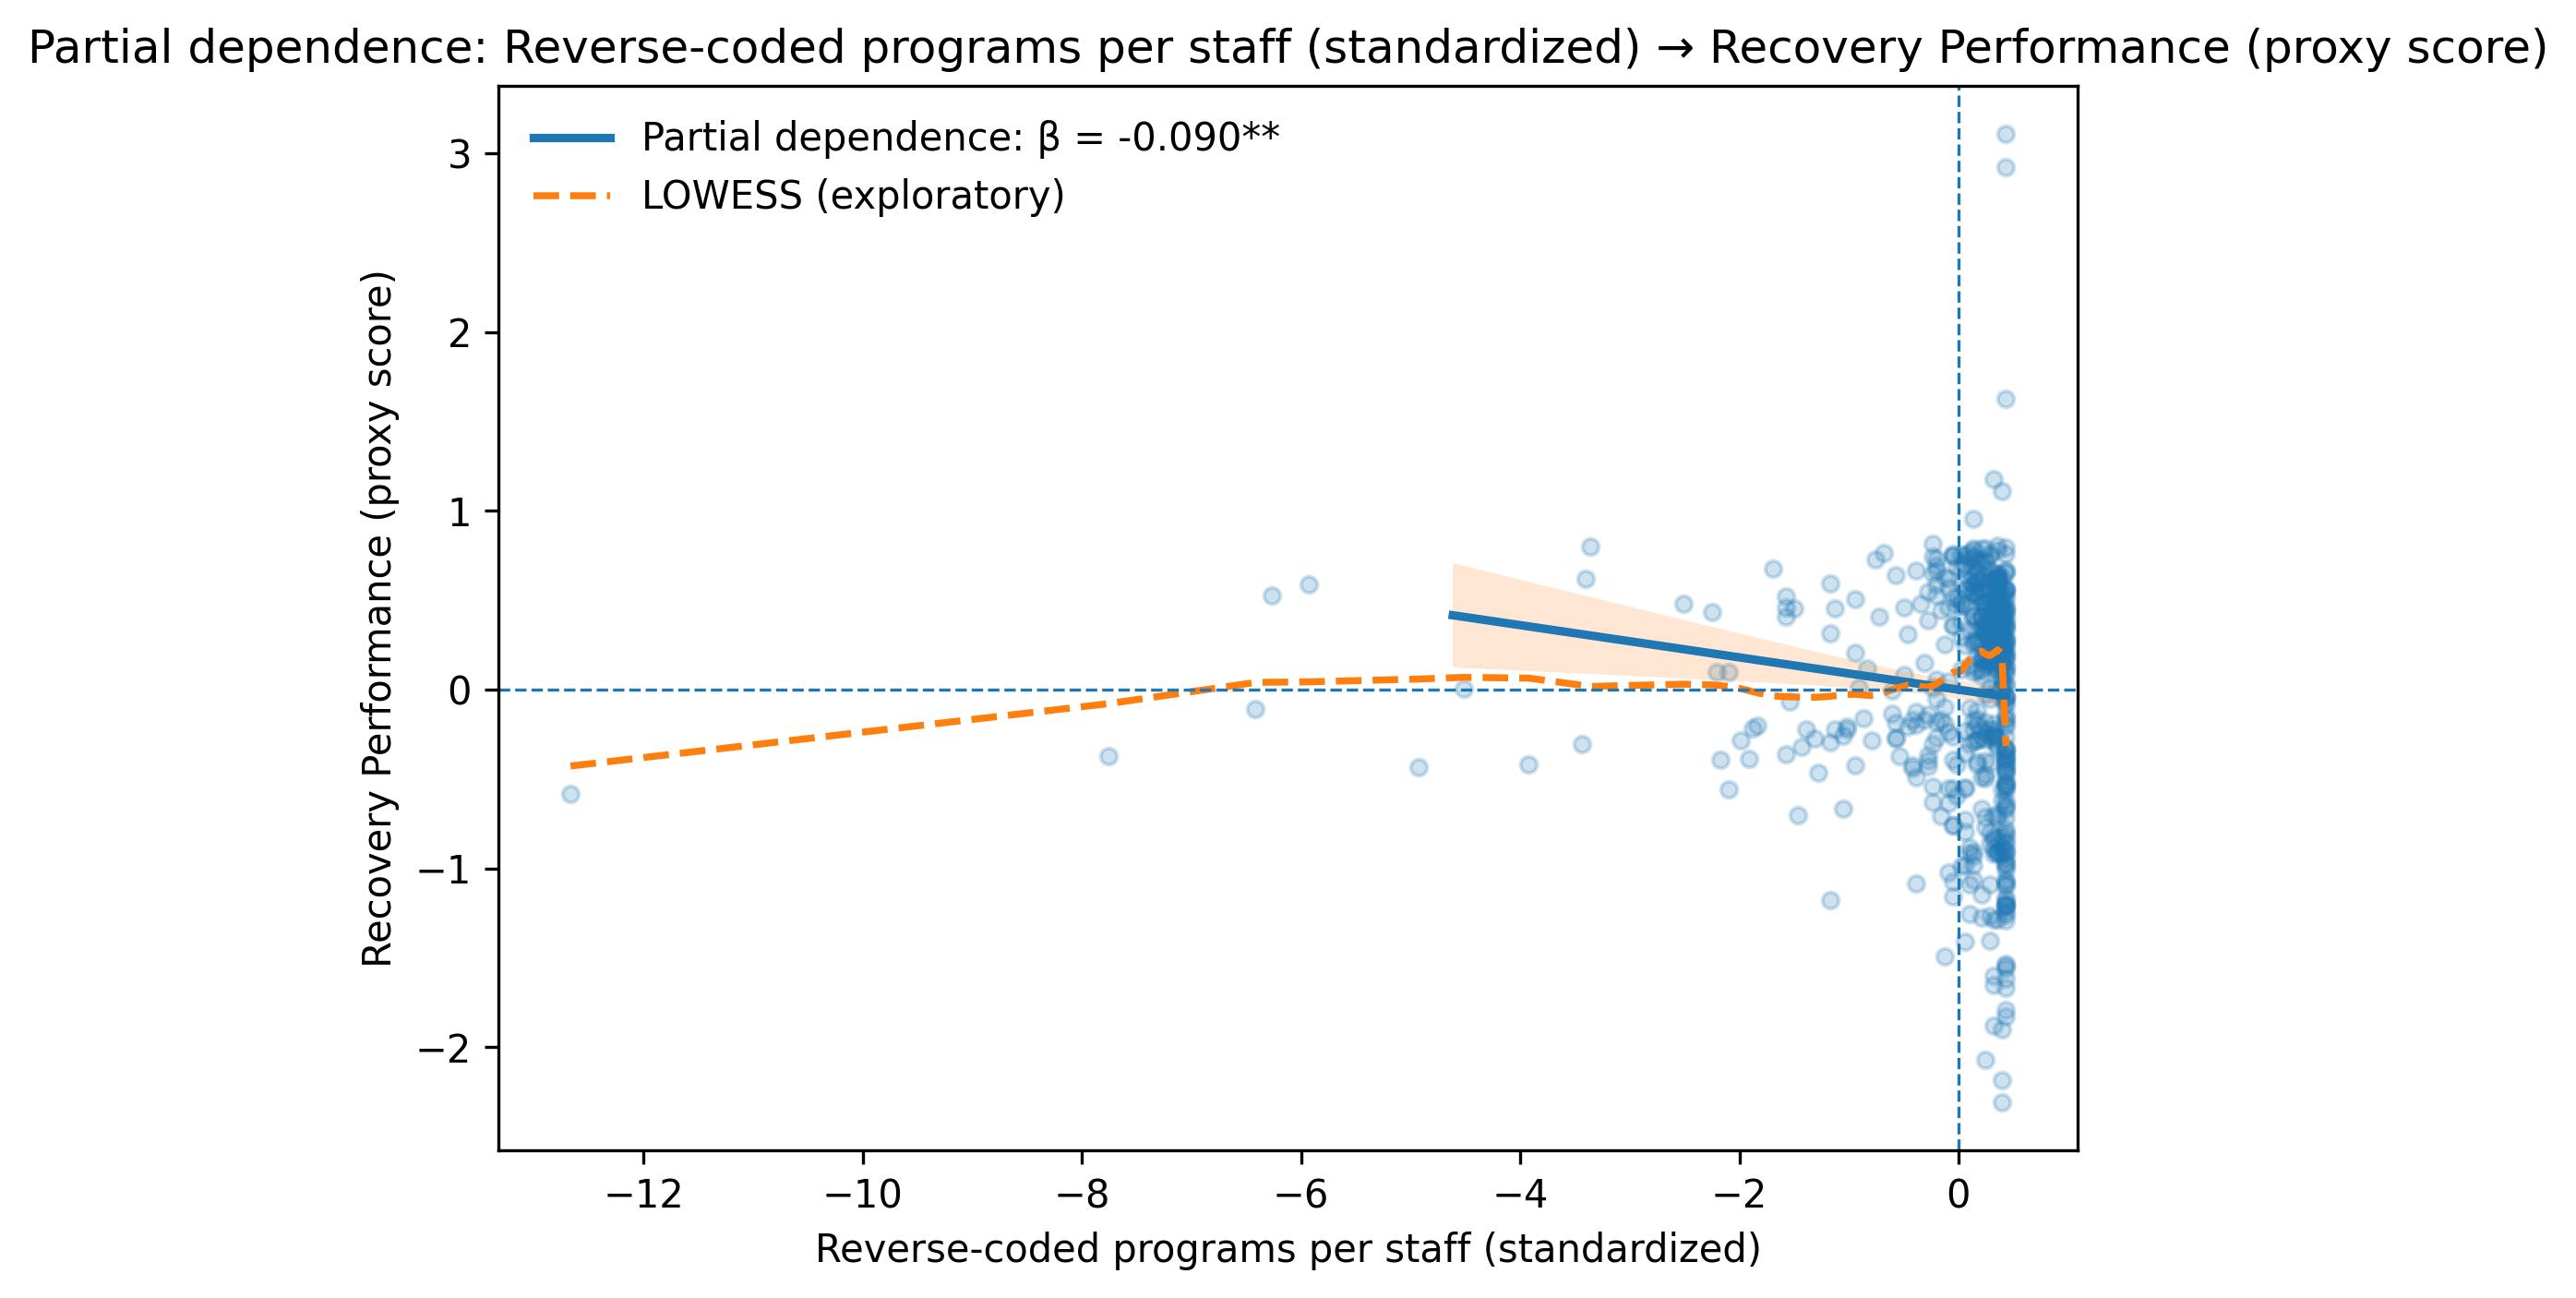 Partial dependence: Reverse-coded programs per staff (standardized) → Recovery Performance (proxy score)
Partial dependence: β = -0.090**
LOWESS (exploratory)
Recovery Performance (proxy score)
3
2
1
0
−1
−2
−12 −10 −8 −6 −4 −2 0
Reverse-coded programs per staff (standardized)